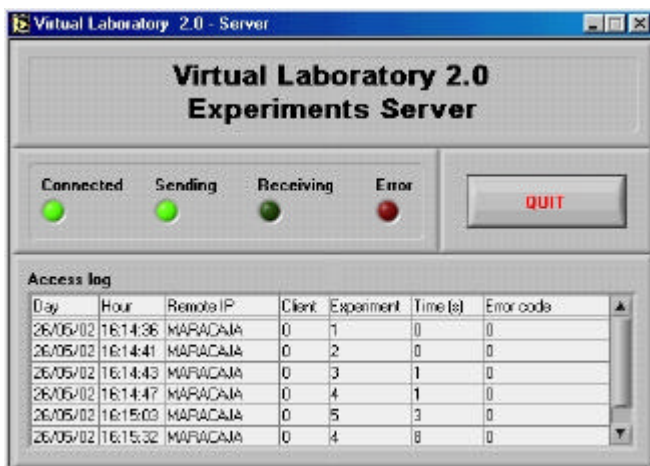 Virtual Laboratory 2.0 - Server
Virtual Laboratory 2.0
Experiments Server
Connected Sending Receiving Error
QUIT
Access log
Day Hour Remote IP Client Experiment Time (s) Error code
26/05/02 16:14:36 MARACAJA 0 1 0 0
26/05/02 16:14:41 MARACAJA 0 2 0 0
26/05/02 16:14:43 MARACAJA 0 3 1 0
26/05/02 16:14:47 MARACAJA 0 4 1 0
26/05/02 16:15:03 MARACAJA 0 5 3 0
26/05/02 16:15:32 MARACAJA 0 4 8 0